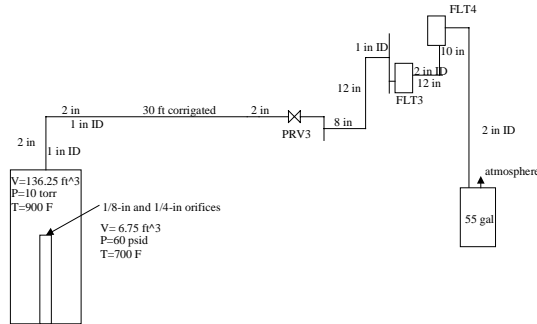 FLT4
1 in ID
10 in
2 in ID
12 in
FLT3
12 in
2 in
30 ft corrigated
2 in
1 in ID
PRV3
8 in
2 in
1 in ID
2 in ID
atmosphere
V=136.25 ft^3
P=10 torr
T=900 F
1/8-in and 1/4-in orifices
V= 6.75 ft^3
P=60 psid
T=700 F
55 gal